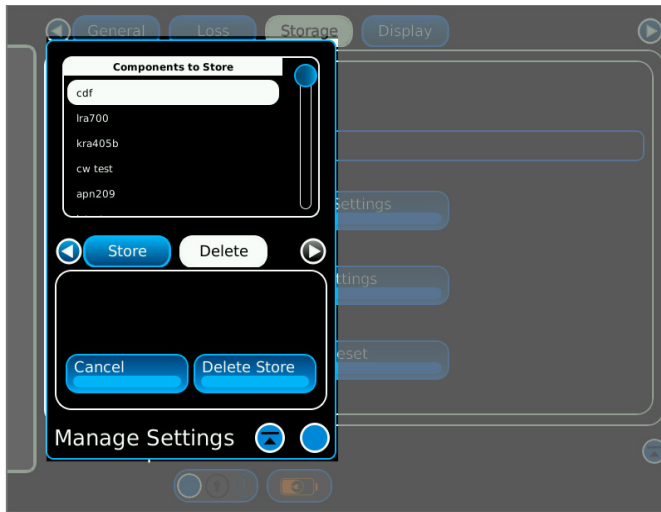 General Loss Storage Display
Components to Store
cdf
lra700
kra405b
cw test
apn209
Store Delete
ettings
ttings
eset
Cancel Delete Store
Manage Settings